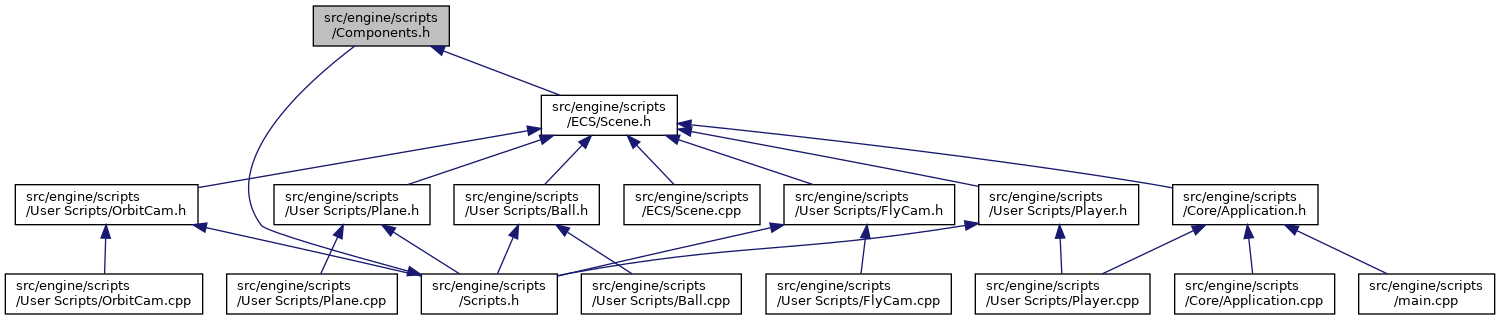 src/engine/scripts
/Components.h
src/engine/scripts
/ECS/Scene.h
src/engine/scripts
/User Scripts/OrbitCam.h
src/engine/scripts
/User Scripts/Plane.h
src/engine/scripts
/User Scripts/Ball.h
src/engine/scripts
/ECS/Scene.cpp
src/engine/scripts
/User Scripts/FlyCam.h
src/engine/scripts
/User Scripts/Player.h
src/engine/scripts
/Core/Application.h
src/engine/scripts
/User Scripts/OrbitCam.cpp
src/engine/scripts
/User Scripts/Plane.cpp
src/engine/scripts
/Scripts.h
src/engine/scripts
/User Scripts/Ball.cpp
src/engine/scripts
/User Scripts/FlyCam.cpp
src/engine/scripts
/User Scripts/Player.cpp
src/engine/scripts
/Core/Application.cpp
src/engine/scripts
/main.cpp